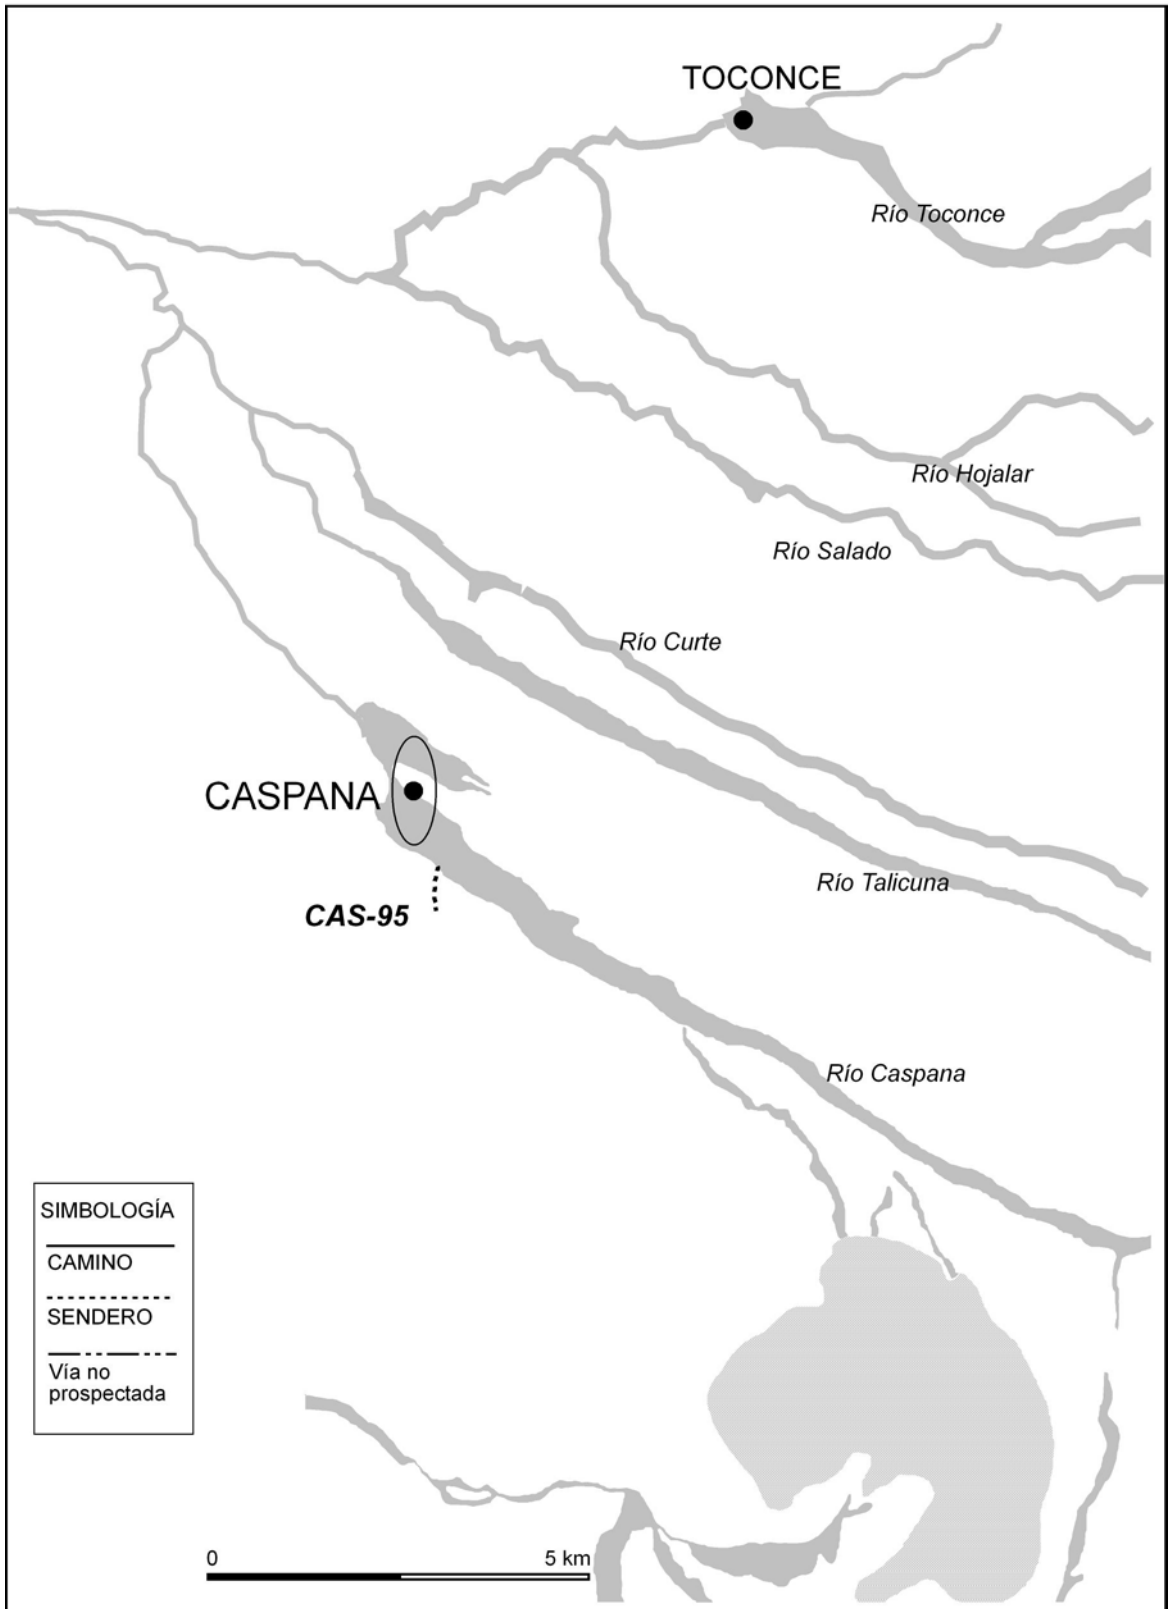 TOCONCE
Río Toconce
Río Hojalar
Río Salado
Río Curte
CASPANA
Río Talicuna
CAS-95
Río Caspana
SIMBOLOGÍA
CAMINO
SENDERO
Vía no
prospectada
0 5 km